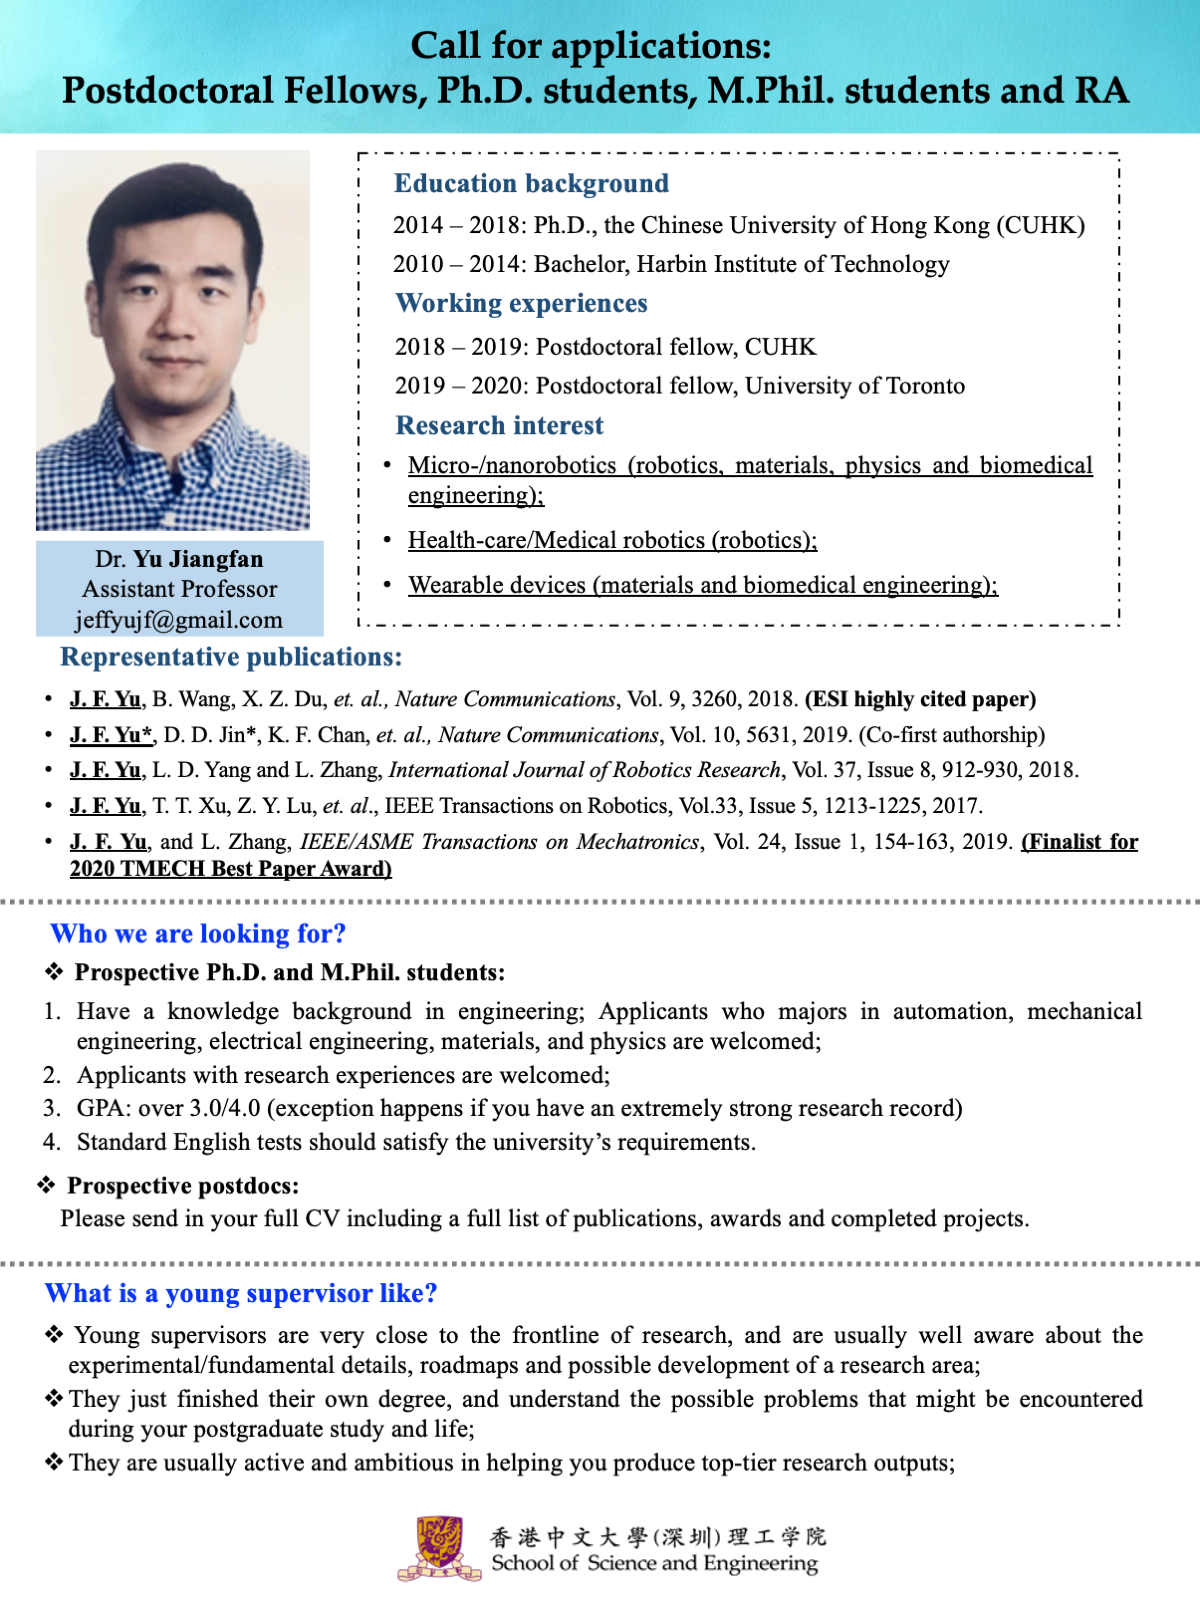 Call for applications:
Postdoctoral Fellows, Ph.D. students, M.Phil. students and RA
Dr. Yu Jiangfan
Assistant Professor
jeffyujf@gmail.com
Education background
2014 – 2018: Ph.D., the Chinese University of Hong Kong (CUHK)
2010 – 2014: Bachelor, Harbin Institute of Technology
Working experiences
2018 – 2019: Postdoctoral fellow, CUHK
2019 – 2020: Postdoctoral fellow, University of Toronto
Research interest
• Micro-/nanorobotics (robotics, materials, physics and biomedical
engineering);
• Health-care/Medical robotics (robotics);
• Wearable devices (materials and biomedical engineering);
Representative publications:
• J. F. Yu, B. Wang, X. Z. Du, et. al., Nature Communications, Vol. 9, 3260, 2018. (ESI highly cited paper)
• J. F. Yu*, D. D. Jin*, K. F. Chan, et. al., Nature Communications, Vol. 10, 5631, 2019. (Co-first authorship)
• J. F. Yu, L. D. Yang and L. Zhang, International Journal of Robotics Research, Vol. 37, Issue 8, 912-930, 2018.
• J. F. Yu, T. T. Xu, Z. Y. Lu, et. al., IEEE Transactions on Robotics, Vol.33, Issue 5, 1213-1225, 2017.
• J. F. Yu, and L. Zhang, IEEE/ASME Transactions on Mechatronics, Vol. 24, Issue 1, 154-163, 2019. (Finalist for
2020 TMECH Best Paper Award)
Who we are looking for?
❖ Prospective Ph.D. and M.Phil. students:
1. Have a knowledge background in engineering; Applicants who majors in automation, mechanical
engineering, electrical engineering, materials, and physics are welcomed;
2. Applicants with research experiences are welcomed;
3. GPA: over 3.0/4.0 (exception happens if you have an extremely strong research record)
4. Standard English tests should satisfy the university’s requirements.
❖ Prospective postdocs:
Please send in your full CV including a full list of publications, awards and completed projects.
What is a young supervisor like?
❖ Young supervisors are very close to the frontline of research, and are usually well aware about the
experimental/fundamental details, roadmaps and possible development of a research area;
❖ They just finished their own degree, and understand the possible problems that might be encountered
during your postgraduate study and life;
❖ They are usually active and ambitious in helping you produce top-tier research outputs;
香港中文大學(深圳)理工学院
School of Science and Engineering